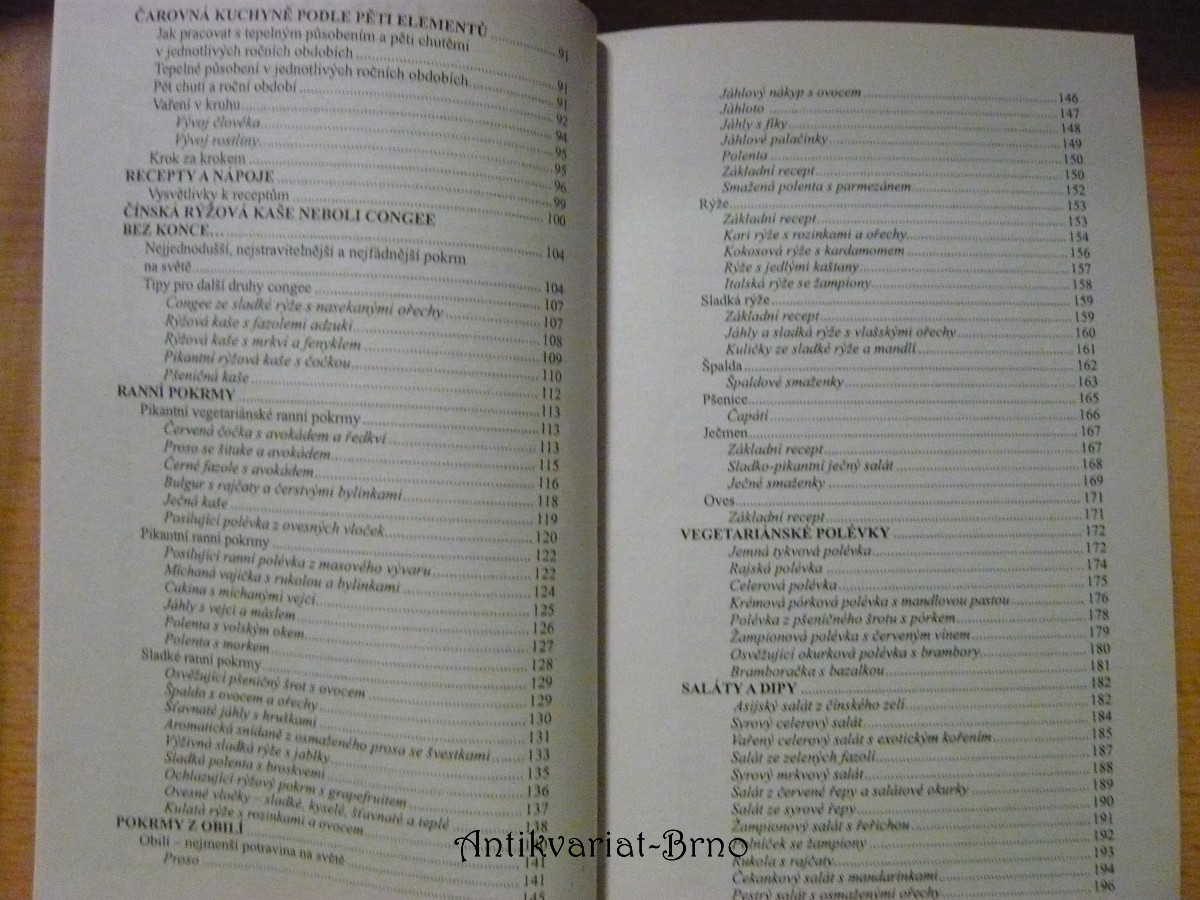 ČAROVNÁ KUCHYNĚ PODLE PĚTI ELEMENTŮ 91
Jak pracovat s tepelným působením a pěti chutěmi
v jednotlivých ročních obdobích 91
Tepelné působení v jednotlivých ročních obdobích 91
Pět chutí a roční období 92
Vaření v kruhu 94
Vývoj člověka 95
Vývoj rostliny 95
Krok za krokem 96
RECEPTY A NÁPOJE 99
Vysvětlivky k receptům 100
ČÍNSKÁ RÝŽOVÁ KAŠE NEBOLI CONGEE
BEZ KONCE... 104
Nejjednodušší, nejstravitelnější a nejfádnější pokrm
na světě 104
Tipy pro další druhy congee 107
Congee ze sladké rýže s nasekanými ořechy 107
Rýžová kaše s fazolemi adzuki 108
Rýžová kaše s mrkví a fenyklem 109
Pikantní rýžová kaše s čočkou 110
Pšeničná kaše 112
RANNÍ POKRMY 113
Pikantní vegetariánské ranní pokrmy 113
Červená čočka s avokádem a ředkví 113
Proso se šitake a avokádem 115
Černé fazole s avokádem 116
Bulgur s rajčaty a čerstvými bylinkami 118
Ječná kaše 119
Posilující polévka z ovesných vloček 120
Pikantní ranní pokrmy 122
Posilující ranní polévka z masového vývaru 122
Míchaná vajíčka s rukolou a bylinkami 124
Cukina s míchanými vejci 125
Jáhly s vejci a máslem 126
Polenta s volským okem 127
Polenta s morkem 128
Sladké ranní pokrmy 129
Osvěžující pšeničný šrot s ovocem 129
Špalda s ovocem a ořechy 130
Šťavnaté jáhly s hruškami 131
Aromatická snídaně z osmaženého prosa se švestkami 133
Výživná sladká rýže s jablky 135
Sladká polenta s broskvemi 136
Ochlazující rýžový pokrm s grapefruitem 137
Ovesné vločky – sladké, kyselé, šťavnaté a teplé 138
Kulatá rýže s rozinkami a ovocem
POKRMY Z OBILÍ 141
Obilí – nejmenší potravina na světě 141
Proso 145
Jáhlový nákyp s ovocem 146
Jáhloto 147
Jáhly s fíky 148
Jáhlové palačinky 149
Polenta 150
Základní recept 150
Smažená polenta s parmezánem 152
Rýže 153
Základní recept 153
Kari rýže s rozinkami a ořechy 154
Kokosová rýže s kardamomem 156
Rýže s jedlými kaštany 157
Italská rýže se žampiony 158
Sladká rýže 159
Základní recept 159
Jáhly a sladká rýže s vlašskými ořechy 160
Kuličky ze sladké rýže a mandlí 161
Špalda 162
Špaldové smaženky 163
Pšenice 165
Čapátí 166
Ječmen 167
Základní recept 167
Sladko-pikantní ječný salát 168
Ječné smaženky 169
Oves 171
Základní recept 171
VEGETARIÁNSKÉ POLÉVKY 172
Jemná tykvová polévka 172
Rajská polévka 174
Celerová polévka 175
Krémová pórková polévka s mandlovou pastou 176
Polévka z pšeničného šrotu s pórkem 178
Žampionová polévka s červeným vínem 179
Osvěžující okurková polévka s brambory 180
Bramboračka s bazalkou 181
SALÁTY A DIPY 182
Asijský salát z čínského zelí 182
Syrový celerový salát 184
Vařený celerový salát s exotickým kořením 185
Salát ze zelených fazolí 187
Syrový mrkvový salát 188
Salát z červené řepy a salátové okurky 189
Salát ze syrové řepy 190
Žampionový salát s řeřichou 191
Polníček se žampiony 192
Rukola s rajčaty 193
Čekankový salát s mandarinkami 194
Pestrý salát s osmaženými ořechy 196
Antikvariat-Brno